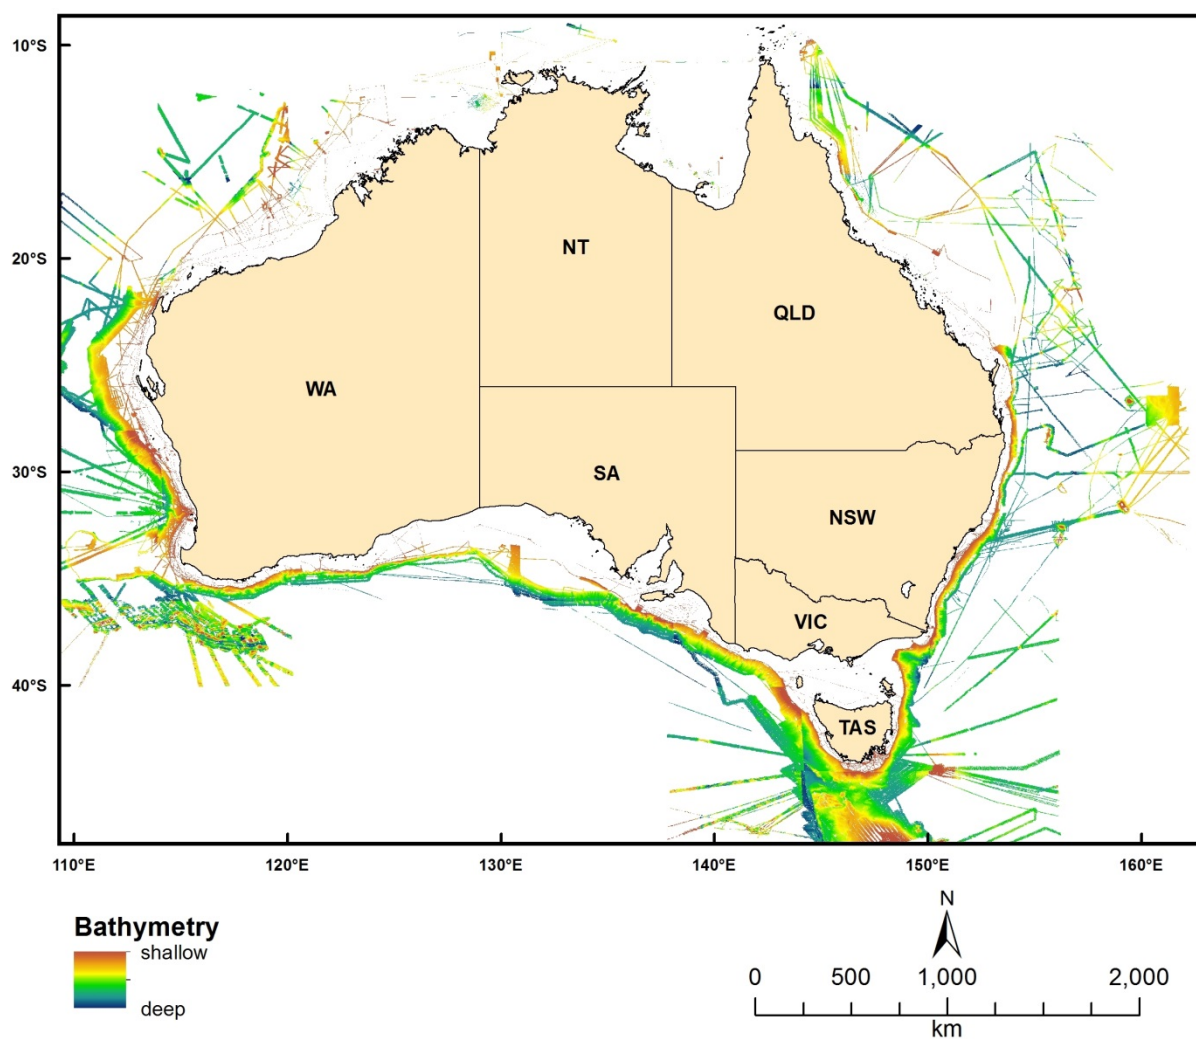 10°S
NT
20°S
QLD
WA
30°S
SA
NSW
VIC
40°S
TAS
110°E 120°E 130°E 140°E 150°E 160°E
Bathymetry
shallow
deep
N
0 500 1,000 2,000
km